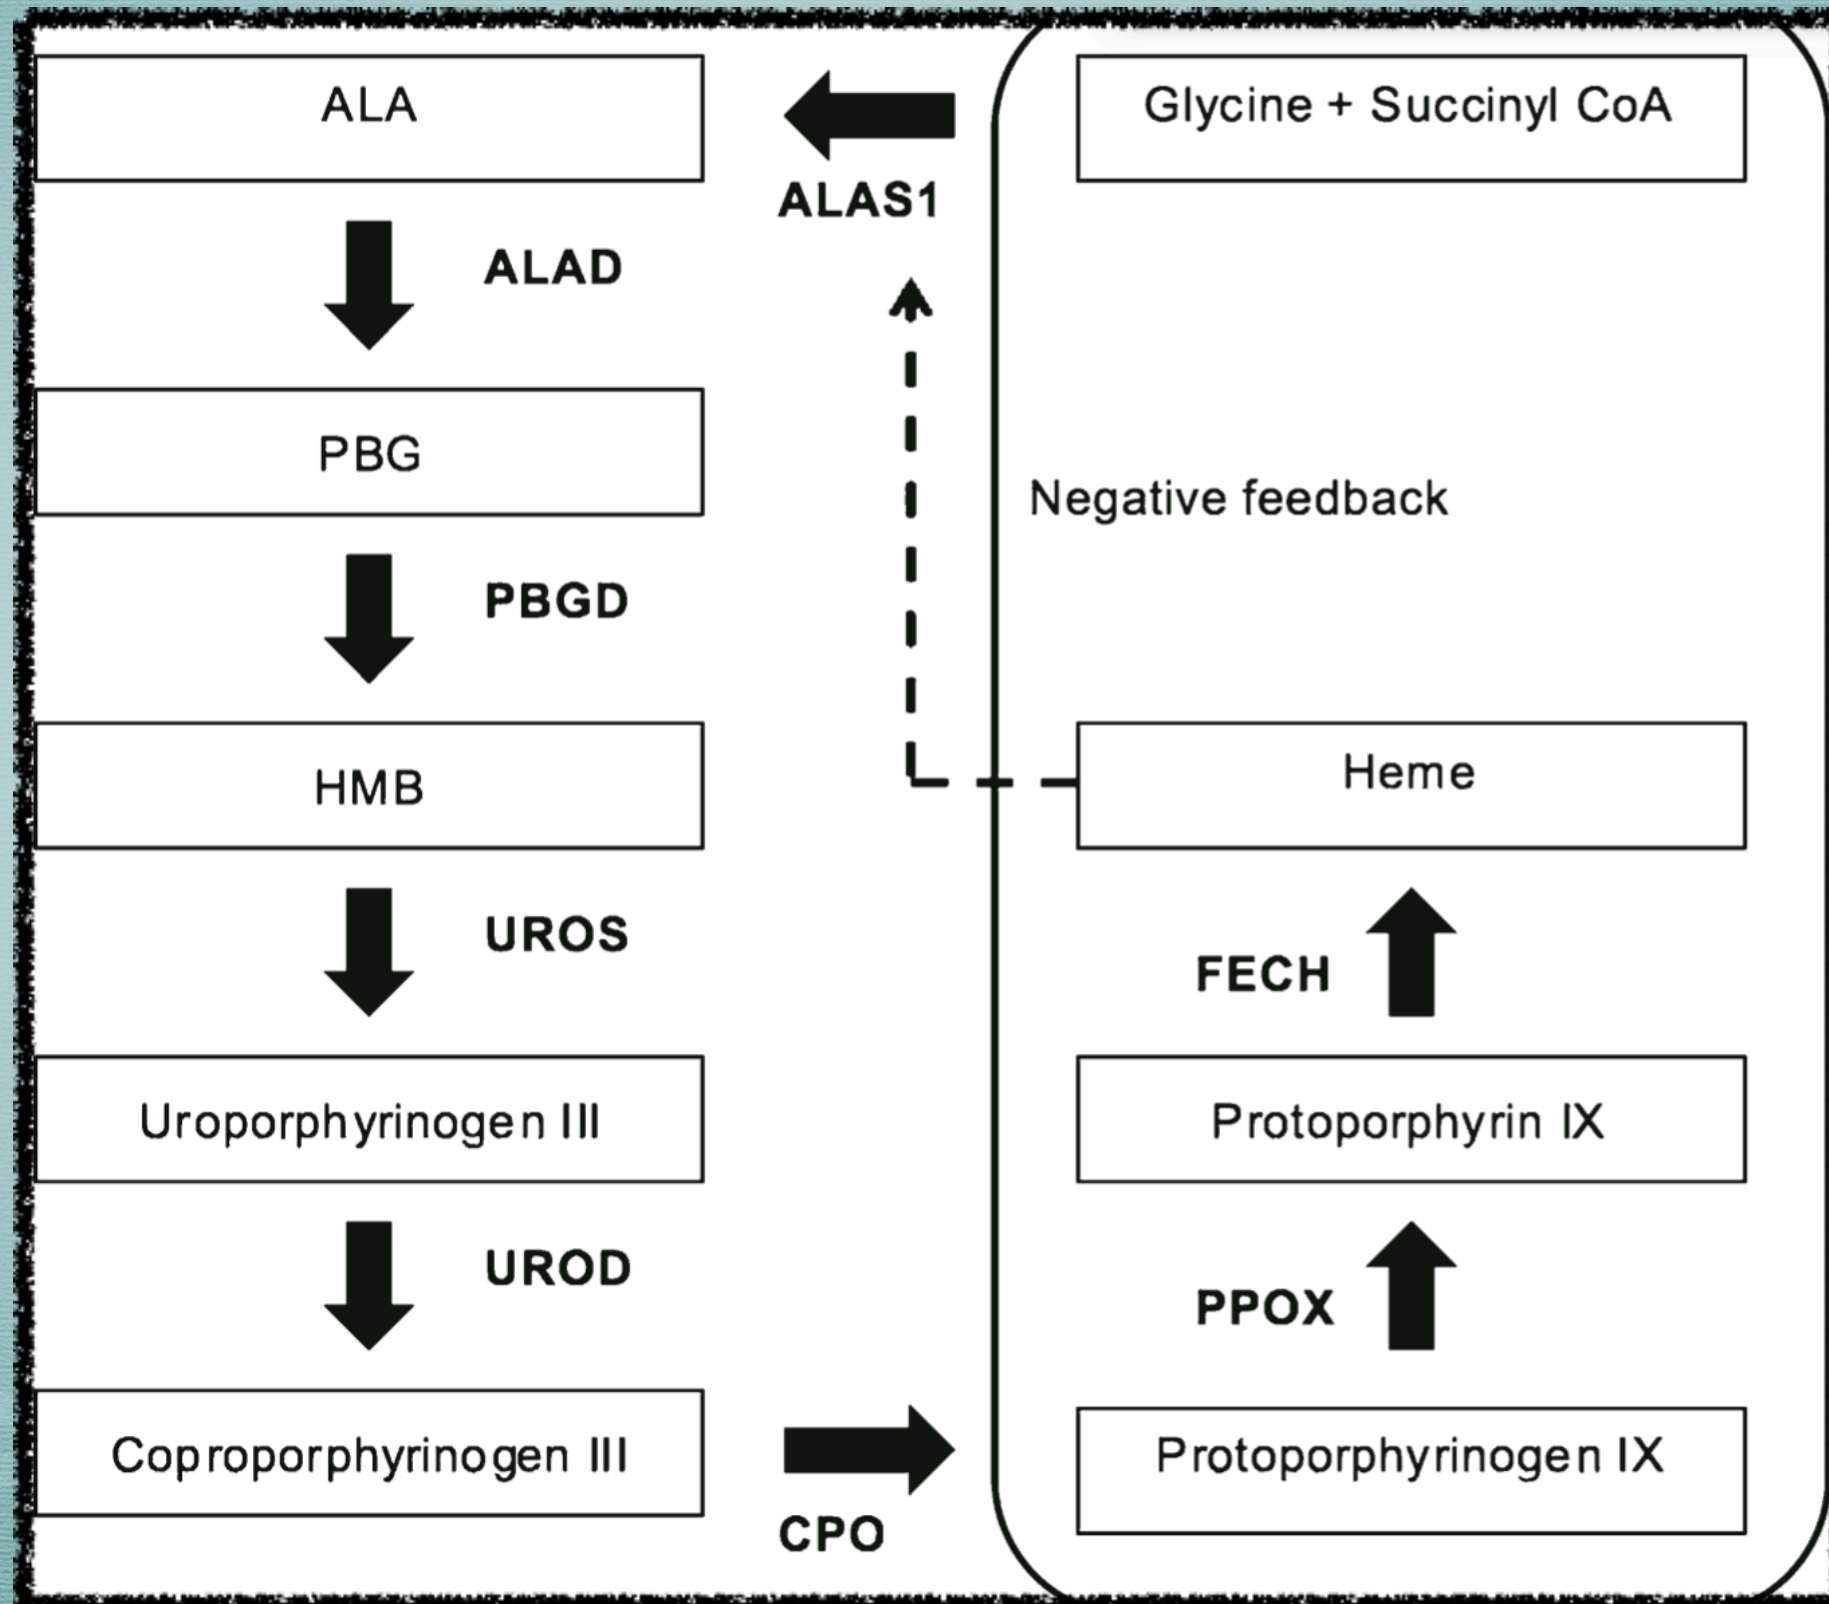 ALA
Glycine + Succinyl CoA
ALAS1
ALAD
PBG
Negative feedback
PBGD
HMB
Heme
UROS
FECH
Uroporphyrinogen III
Protoporphyrin IX
UROD
PPOX
Coproporphyrinogen III
Protoporphyrinogen IX
CPO